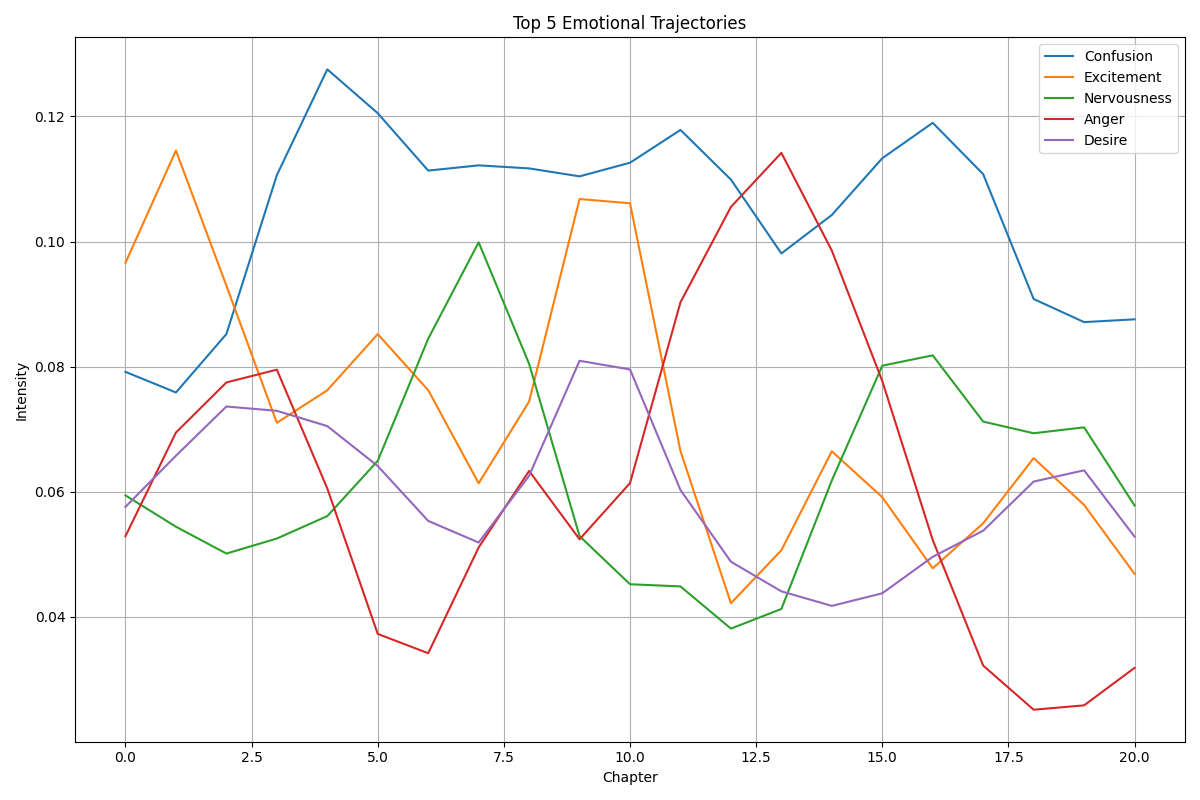 Top 5 Emotional Trajectories
Confusion
Excitement
Nervousness
Anger
Desire
0.12
0.10
0.08
0.06
0.04
Intensity
0.0 2.5 5.0 7.5 10.0 12.5 15.0 17.5 20.0
Chapter